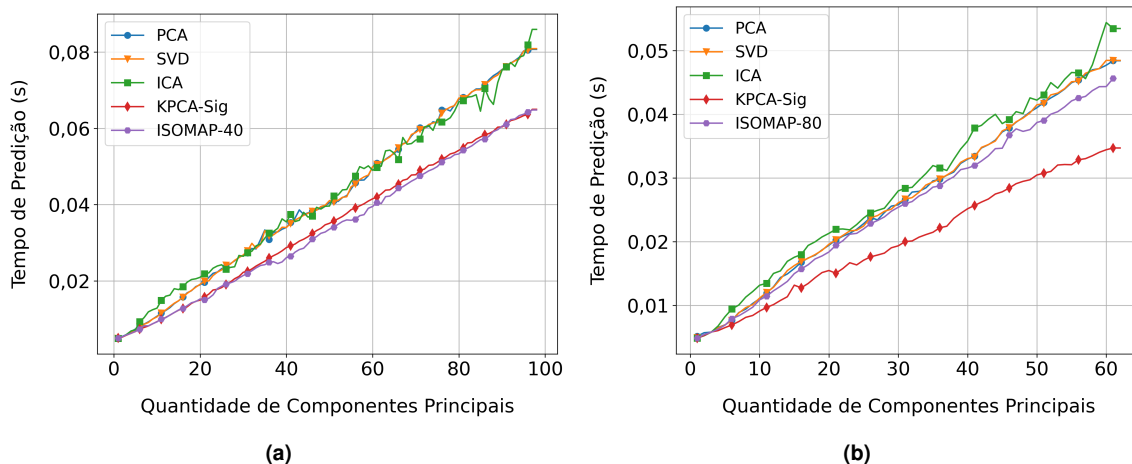 Tempo de Predição (s)
0,08
0,06
0,04
0,02
PCA
SVD
ICA
KPCA-Sig
ISOMAP-40
0 20 40 60 80 100
Quantidade de Componentes Principais
(a)
Tempo de Predição (s)
0,05
0,04
0,03
0,02
0,01
PCA
SVD
ICA
KPCA-Sig
ISOMAP-80
0 10 20 30 40 50 60
Quantidade de Componentes Principais
(b)